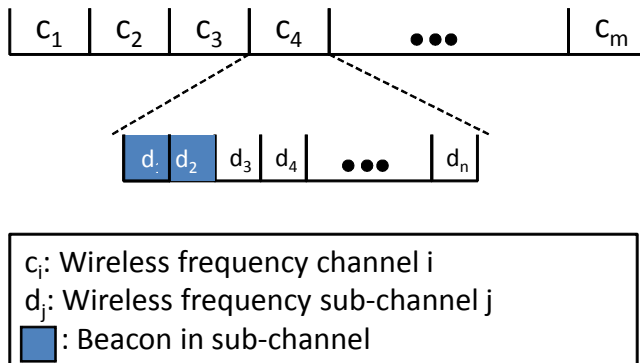 c₁ c₂ c₃ c₄ ●●● cₘ
d₁ d₂ d₃ d₄ ●●● dₙ
cᵢ: Wireless frequency channel i
dⱼ: Wireless frequency sub-channel j
: Beacon in sub-channel